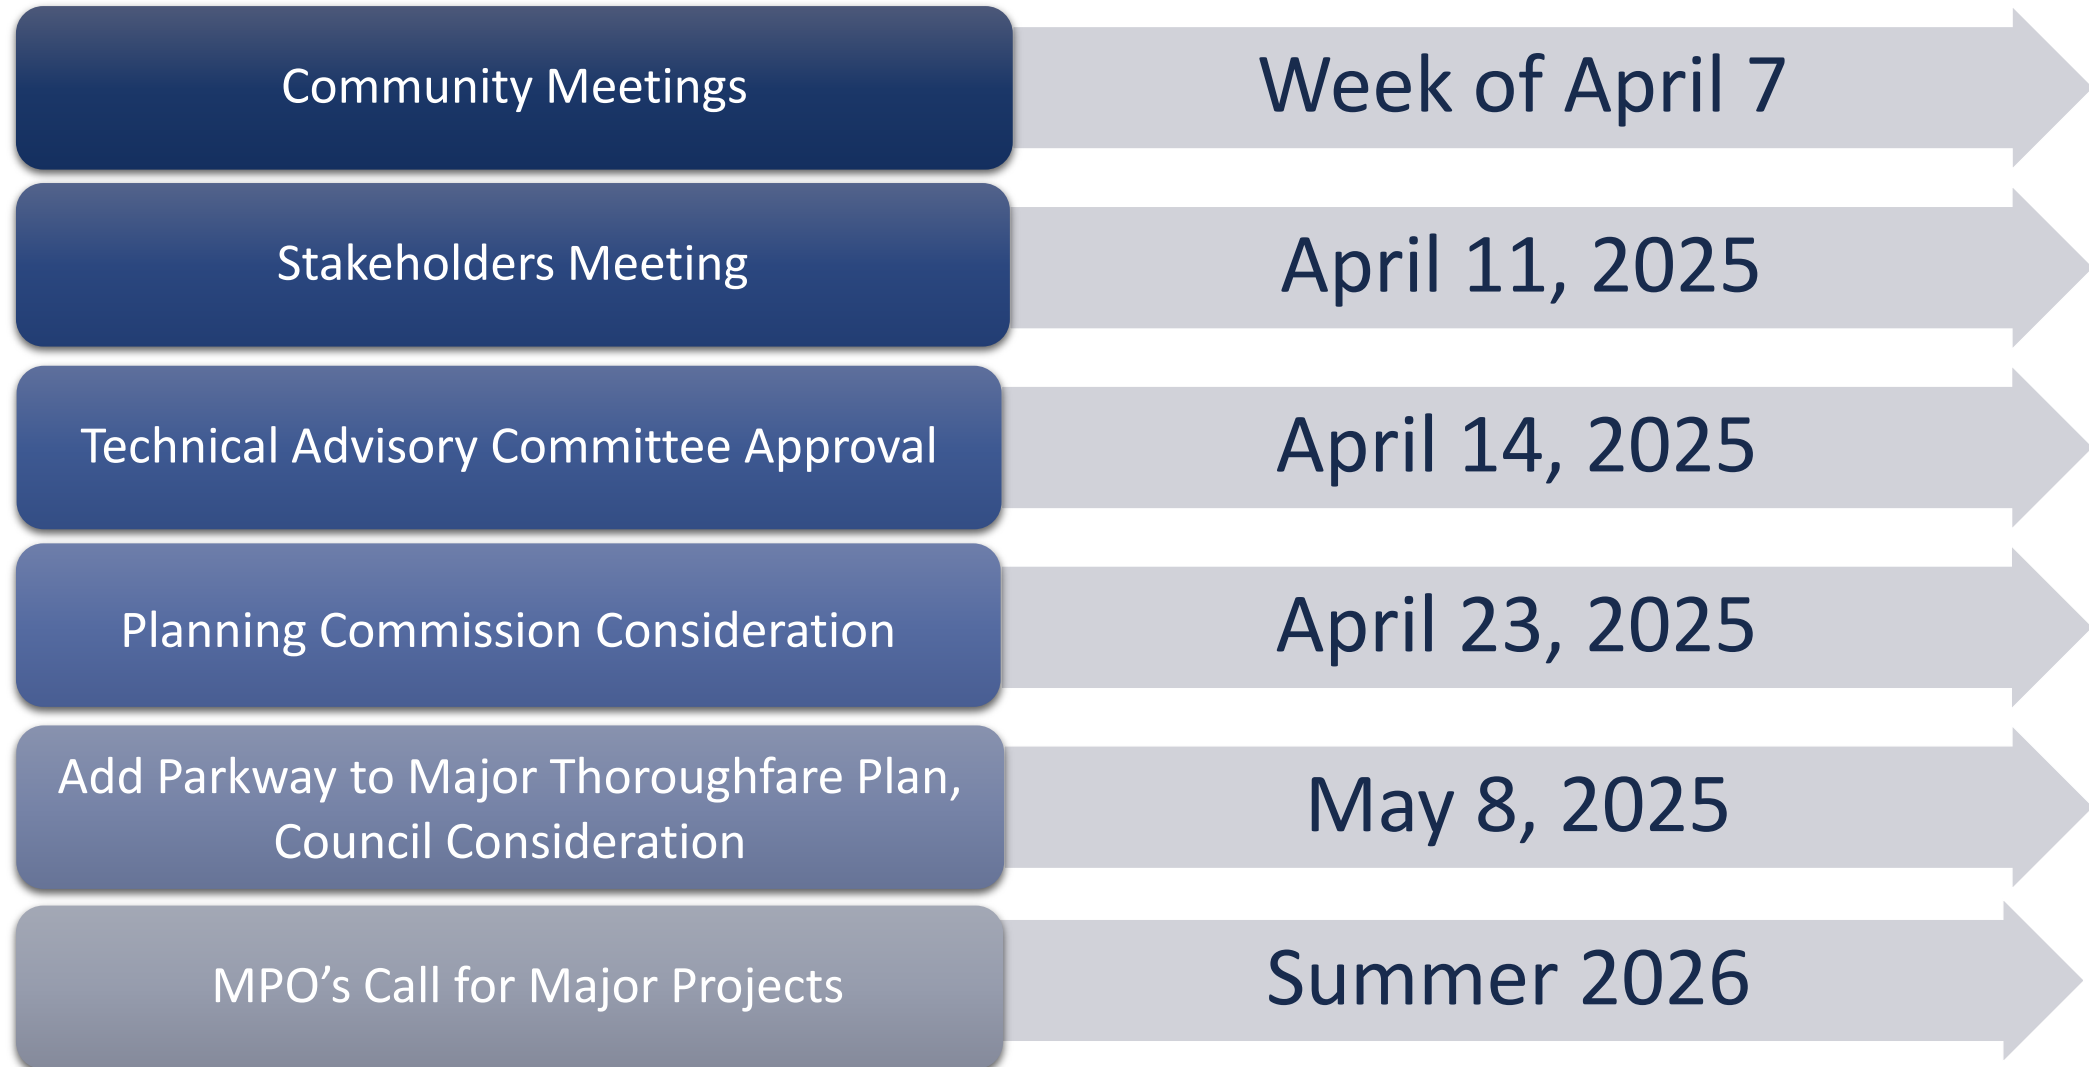 Community Meetings
Week of April 7
Stakeholders Meeting
April 11, 2025
Technical Advisory Committee Approval
April 14, 2025
Planning Commission Consideration
April 23, 2025
Add Parkway to Major Thoroughfare Plan,
Council Consideration
May 8, 2025
MPO’s Call for Major Projects
Summer 2026